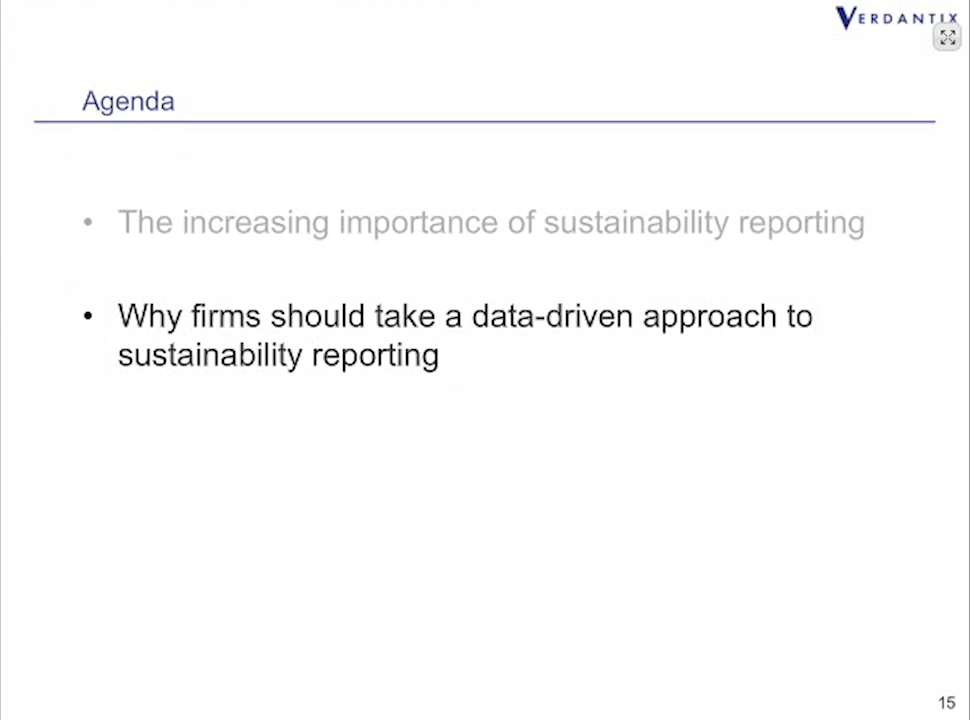 VERDANTIX
Agenda
• The increasing importance of sustainability reporting
• Why firms should take a data-driven approach to
sustainability reporting
15